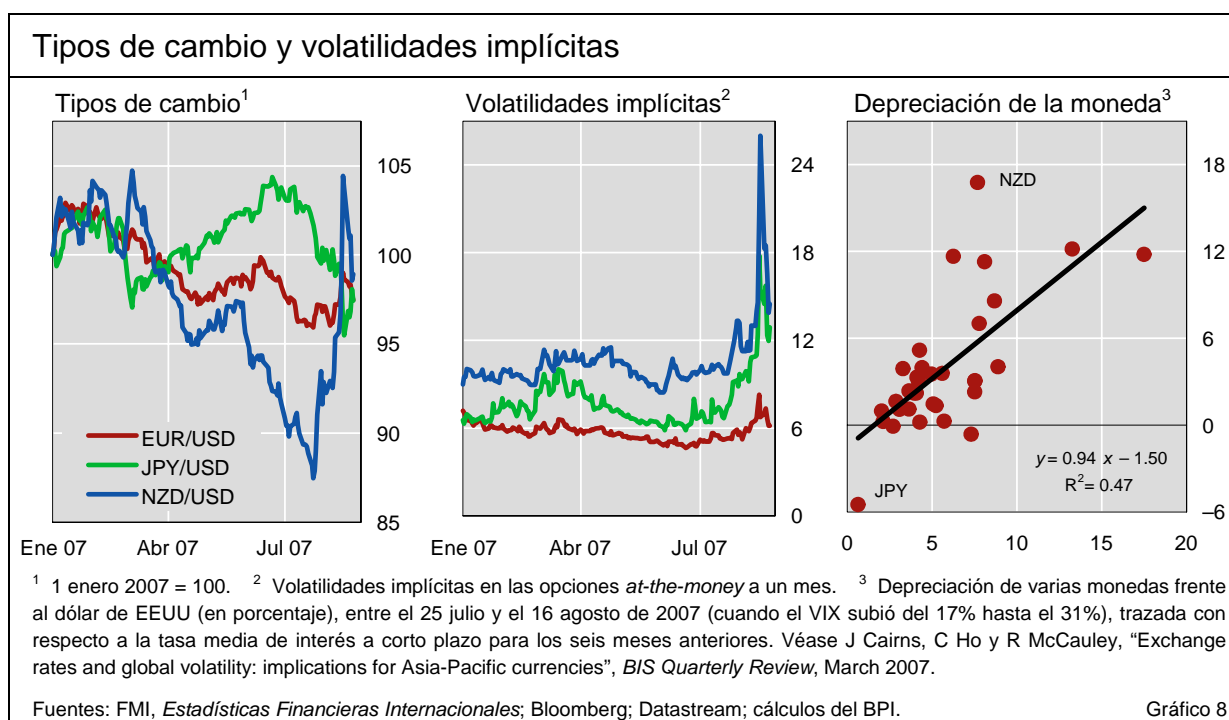 Tipos de cambio y volatilidades implícitas
Tipos de cambio¹
105
100
95
90
85
EUR/USD
JPY/USD
NZD/USD
Ene 07 Abr 07 Jul 07
Volatilidades implícitas²
24
18
12
6
0
Ene 07 Abr 07 Jul 07
Depreciación de la moneda³
18
12
6
0
–6
NZD
JPY
y = 0.94 x – 1.50
R² = 0.47
0 5 10 15 20
¹ 1 enero 2007 = 100. ² Volatilidades implícitas en las opciones at-the-money a un mes. ³ Depreciación de varias monedas frente
al dólar de EEUU (en porcentaje), entre el 25 julio y el 16 agosto de 2007 (cuando el VIX subió del 17% hasta el 31%), trazada con
respecto a la tasa media de interés a corto plazo para los seis meses anteriores. Véase J Cairns, C Ho y R McCauley, “Exchange
rates and global volatility: implications for Asia-Pacific currencies”, BIS Quarterly Review, March 2007.
Fuentes: FMI, Estadísticas Financieras Internacionales; Bloomberg; Datastream; cálculos del BPI. Gráfico 8